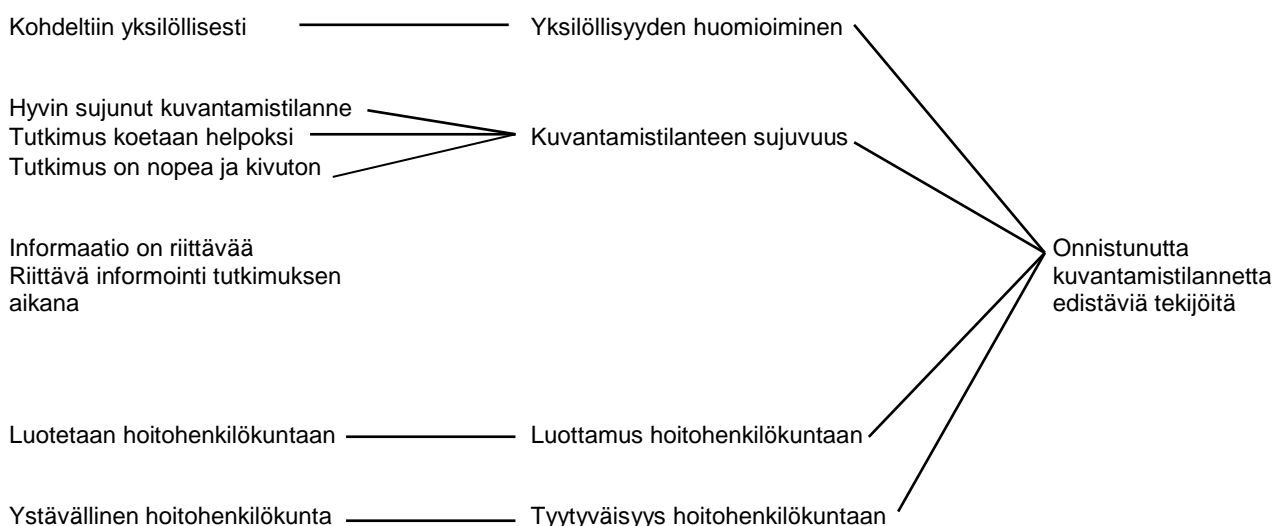 Kohdeltiin yksilöllisesti
Yksilöllisyyden huomioiminen
Hyvin sujunut kuvantamistilanne
Tutkimus koetaan helpoksi
Tutkimus on nopea ja kivuton
Kuvantamistilanteen sujuvuus
Informaatio on riittävää
Riittävä informointi tutkimuksen
aikana
Onnistunutta
kuvantamistilannetta
edistäviä tekijöitä
Luotetaan hoitohenkilökuntaan
Luottamus hoitohenkilökuntaan
Ystävällinen hoitohenkilökunta
Tyytyväisyys hoitohenkilökuntaan